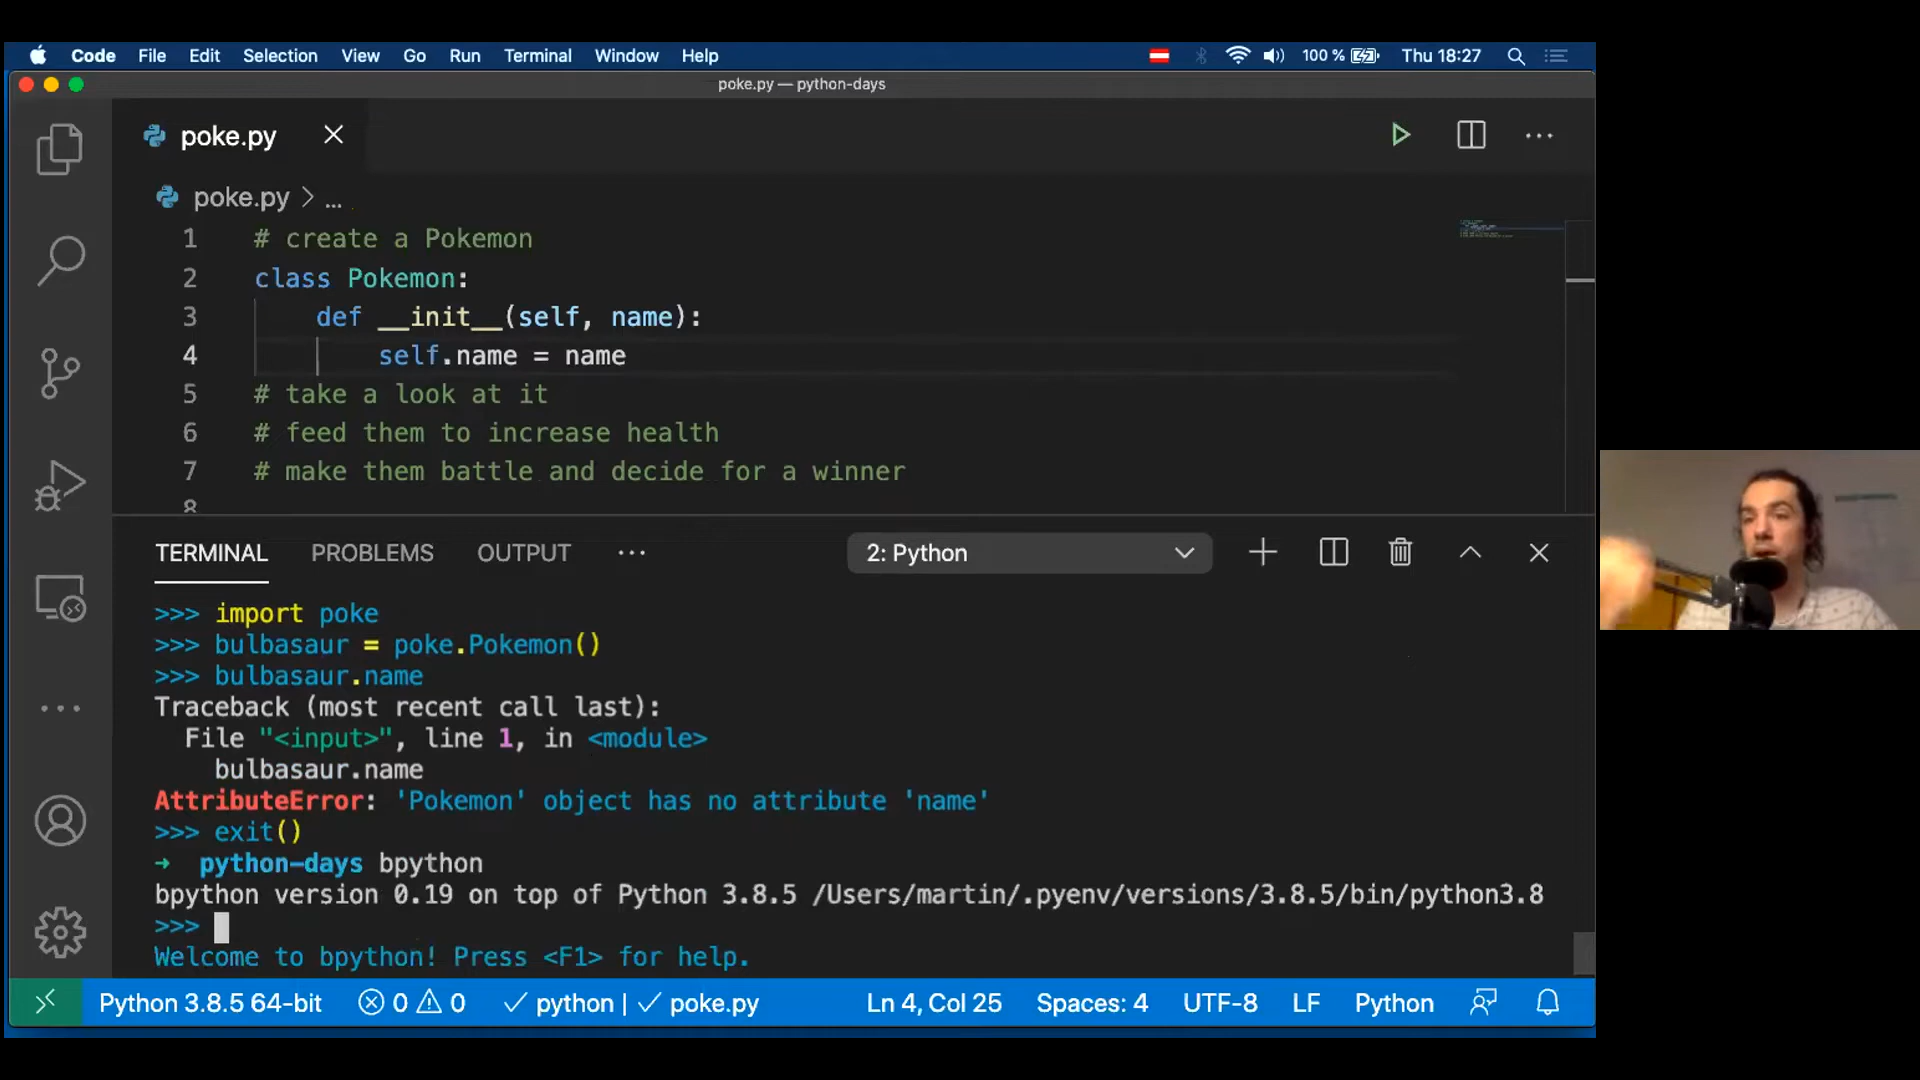 Code File Edit Selection View Go Run Terminal Window Help 100 % Thu 18:27
poke.py — python-days
poke.py
poke.py > ...
1 # create a Pokemon
2 class Pokemon:
3 def __init__(self, name):
4 self.name = name
5 # take a look at it
6 # feed them to increase health
7 # make them battle and decide for a winner
8
TERMINAL PROBLEMS OUTPUT ... 2: Python
>>> import poke
>>> bulbasaur = poke.Pokemon()
>>> bulbasaur.name
Traceback (most recent call last):
File "<input>", line 1, in <module>
bulbasaur.name
AttributeError: 'Pokemon' object has no attribute 'name'
>>> exit()
→ python-days bpython
bpython version 0.19 on top of Python 3.8.5 /Users/martin/.pyenv/versions/3.8.5/bin/python3.8
>>>
Welcome to bpython! Press <F1> for help.
Python 3.8.5 64-bit 0 0 ✓ python | ✓ poke.py Ln 4, Col 25 Spaces: 4 UTF-8 LF Python